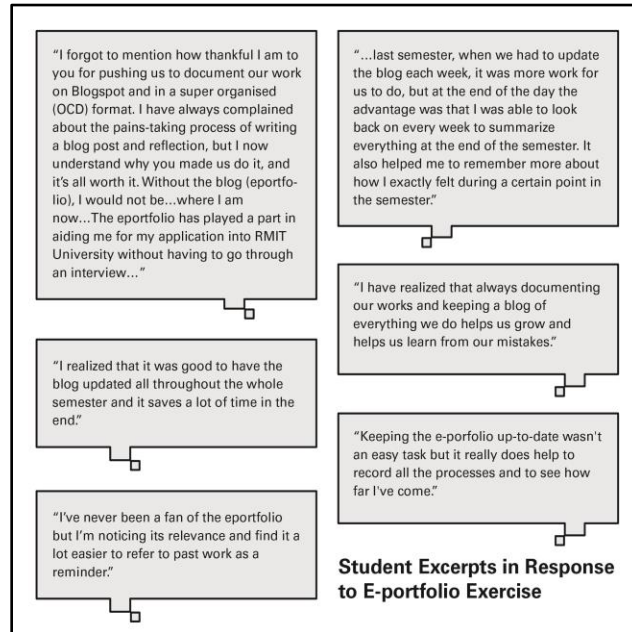 “I forgot to mention how thankful I am to
you for pushing us to document our work
on Blogspot and in a super organised
(OCD) format. I have always complained
about the pains-taking process of writing
a blog post and reflection, but I now
understand why you made us do it, and
it’s all worth it. Without the blog (eportfo-
lio), I would not be...where I am
now...The eportfolio has played a part in
aiding me for my application into RMIT
University without having to go through
an interview...”
“I realized that it was good to have the
blog updated all throughout the whole
semester and it saves a lot of time in the
end.”
“I’ve never been a fan of the eportfolio
but I’m noticing its relevance and find it a
lot easier to refer to past work as a
reminder.”
“...last semester, when we had to update
the blog each week, it was more work for
us to do, but at the end of the day the
advantage was that I was able to look
back on every week to summarize
everything at the end of the semester. It
also helped me to remember more about
how I exactly felt during a certain point in
the semester.”
“I have realized that always documenting
our works and keeping a blog of
everything we do helps us grow and
helps us learn from our mistakes.”
“Keeping the e-porfolio up-to-date wasn't
an easy task but it really does help to
record all the processes and to see how
far I've come.”
Student Excerpts in Response
to E-portfolio Exercise